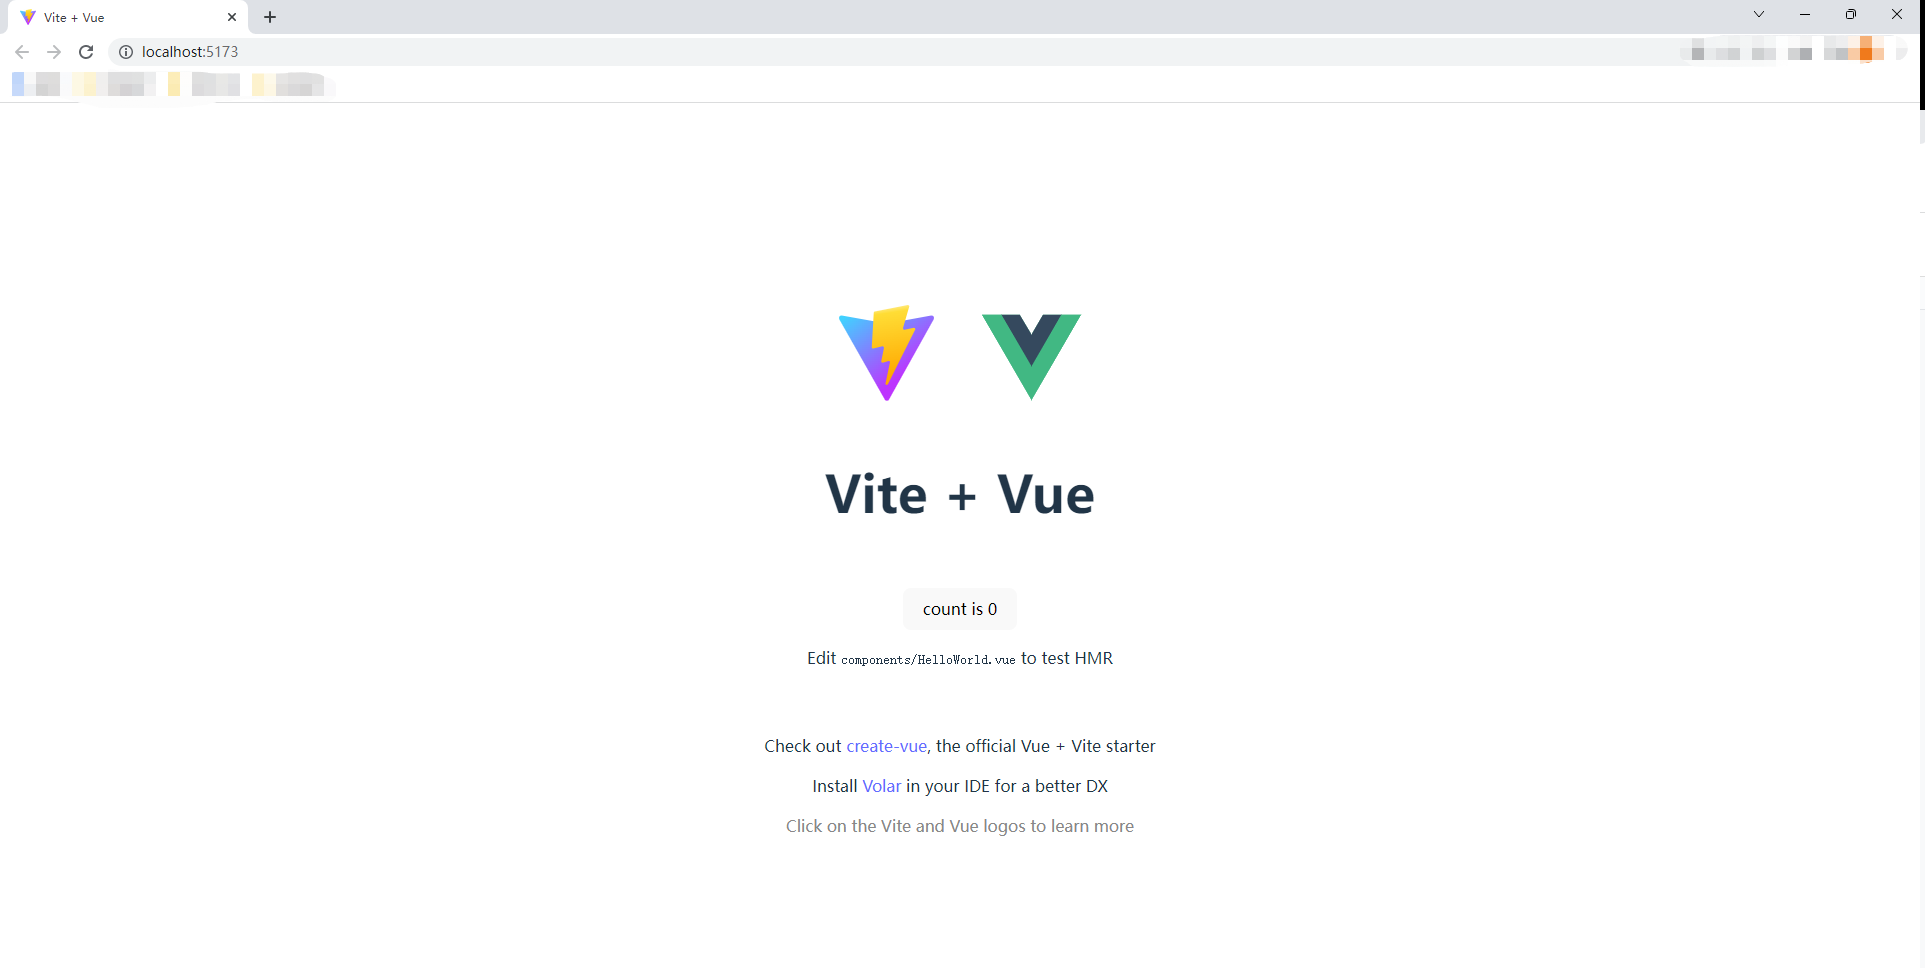 Vite + Vue
localhost:5173
Vite + Vue
count is 0
Edit components/HelloWorld.vue to test HMR
Check out create-vue, the official Vue + Vite starter
Install Volar in your IDE for a better DX
Click on the Vite and Vue logos to learn more